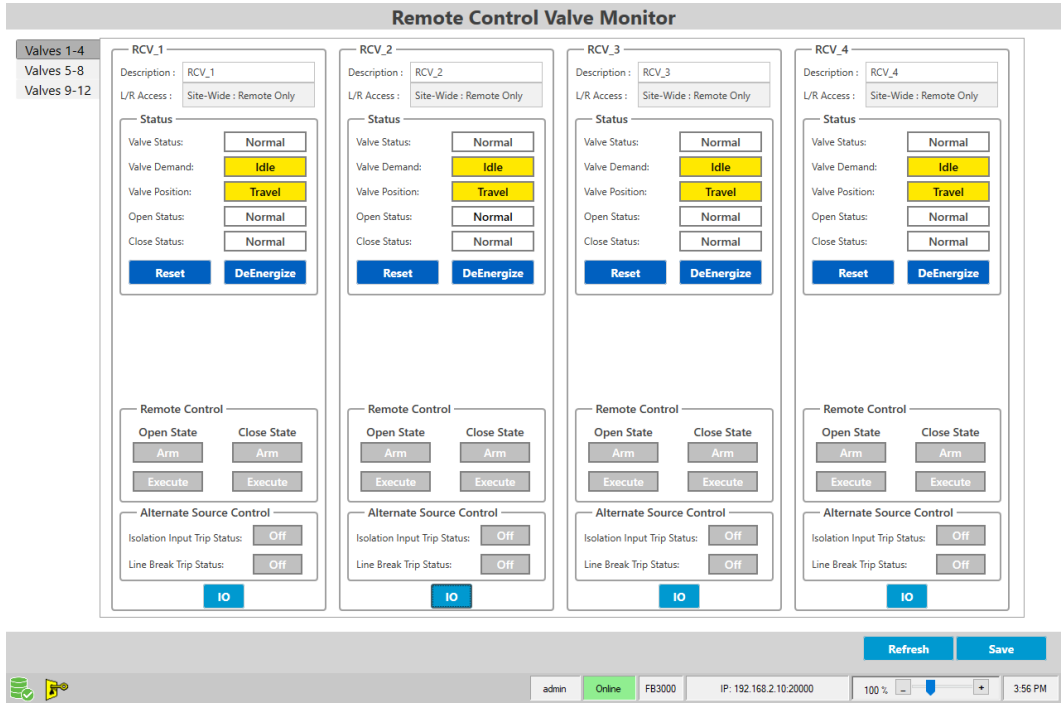 Remote Control Valve Monitor
Valves 1-4
Valves 5-8
Valves 9-12
RCV_1
Description : RCV_1
L/R Access : Site-Wide : Remote Only
Status
Valve Status: Normal
Valve Demand: Idle
Valve Position: Travel
Open Status: Normal
Close Status: Normal
Reset DeEnergize
Remote Control
Open State Close State
Arm Arm
Execute Execute
Alternate Source Control
Isolation Input Trip Status: Off
Line Break Trip Status: Off
IO
RCV_2
Description : RCV_2
L/R Access : Site-Wide : Remote Only
Status
Valve Status: Normal
Valve Demand: Idle
Valve Position: Travel
Open Status: Normal
Close Status: Normal
Reset DeEnergize
Remote Control
Open State Close State
Arm Arm
Execute Execute
Alternate Source Control
Isolation Input Trip Status: Off
Line Break Trip Status: Off
IO
RCV_3
Description : RCV_3
L/R Access : Site-Wide : Remote Only
Status
Valve Status: Normal
Valve Demand: Idle
Valve Position: Travel
Open Status: Normal
Close Status: Normal
Reset DeEnergize
Remote Control
Open State Close State
Arm Arm
Execute Execute
Alternate Source Control
Isolation Input Trip Status: Off
Line Break Trip Status: Off
IO
RCV_4
Description : RCV_4
L/R Access : Site-Wide : Remote Only
Status
Valve Status: Normal
Valve Demand: Idle
Valve Position: Travel
Open Status: Normal
Close Status: Normal
Reset DeEnergize
Remote Control
Open State Close State
Arm Arm
Execute Execute
Alternate Source Control
Isolation Input Trip Status: Off
Line Break Trip Status: Off
IO
Refresh Save
admin Online FB3000 IP: 192.168.2.10:20000 100 % - + 3:56 PM